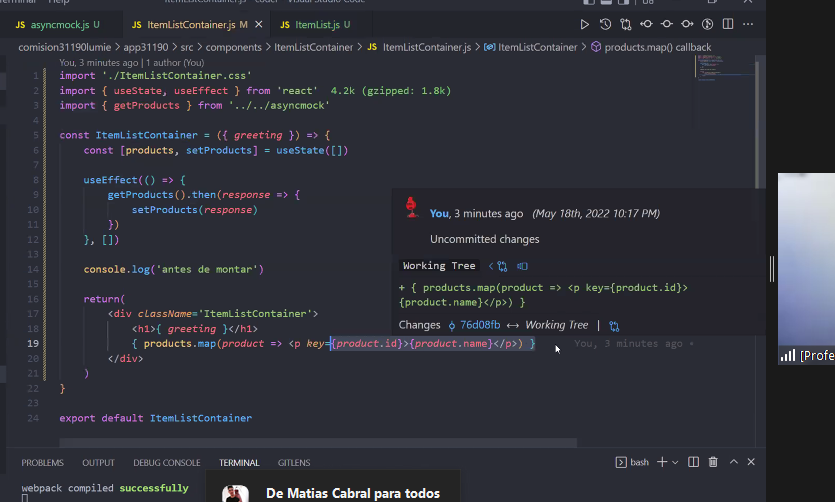 Terminal Help
ItemListContainer.js - coder - Visual Studio Code
JS asyncmock.js U
JS ItemListContainer.js M
JS ItemList.js U
comision31190lumie > app31190 > src > components > ItemListContainer > JS ItemListContainer.js > ItemListContainer > products.map() callback
You, 3 minutes ago | 1 author (You)
1 import './ItemListContainer.css'
2 import { useState, useEffect } from 'react' 4.2k (gzipped: 1.8k)
3 import { getProducts } from '../../asyncmock'
4
5 const ItemListContainer = ({ greeting }) => {
6 const [products, setProducts] = useState([])
7
8 useEffect(() => {
9 getProducts().then(response => {
10 setProducts(response)
11 })
12 }, [])
13
14 console.log('antes de montar')
15
16 return(
17 <div className='ItemListContainer'>
18 <h1>{ greeting }</h1>
19 { products.map(product => <p key={product.id}>{product.name}</p>) } You, 3 minutes ago •
20 </div>
21 )
22 }
23
24 export default ItemListContainer
You, 3 minutes ago (May 18th, 2022 10:17 PM)
Uncommitted changes
Working Tree
+ { products.map(product => <p key={product.id}>
{product.name}</p>) }
Changes 76d08fb ↔ Working Tree |
[Profe
PROBLEMS OUTPUT DEBUG CONSOLE TERMINAL GITLENS
bash
webpack compiled successfully
De Matias Cabral para todos